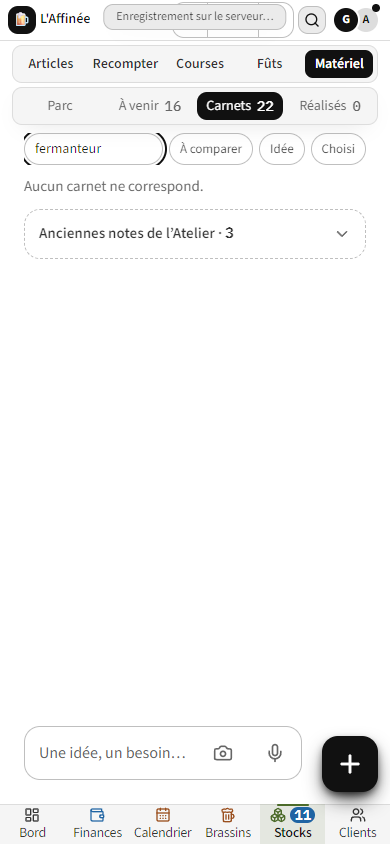 L'Affinée
Enregistrement sur le serveur…
G A
Articles Recompter Courses Fûts Matériel
Parc À venir 16 Carnets 22 Réalisés 0
fermanteur À comparer Idée Choisi
Aucun carnet ne correspond.
Anciennes notes de l’Atelier · 3
Une idée, un besoin…
11
Bord Finances Calendrier Brassins Stocks Clients